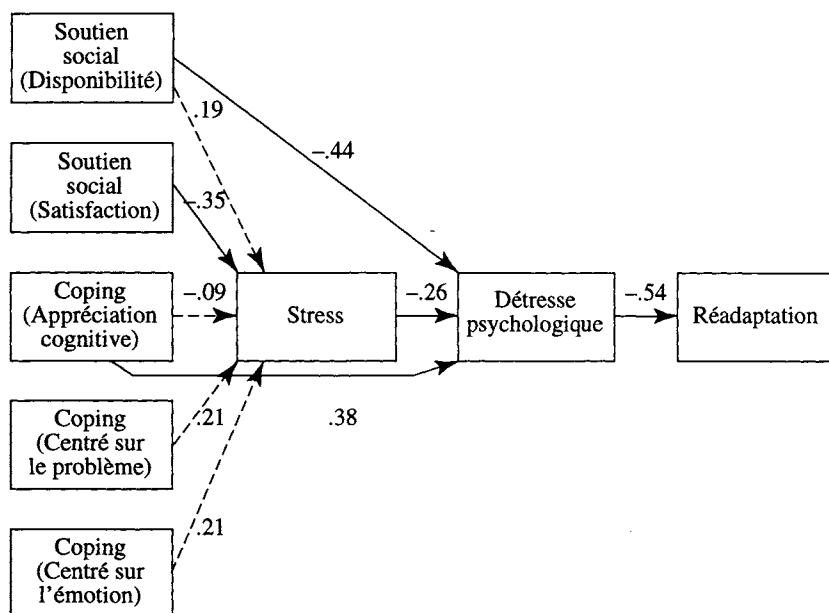 Soutien
social
(Disponibilité)
.19
–.44
Soutien
social
(Satisfaction)
–.35
Coping
(Appréciation
cognitive)
–.09
Stress
–.26
Détresse
psychologique
–.54
Réadaptation
.38
Coping
(Centré sur
le problème)
.21
Coping
(Centré sur
l'émotion)
.21